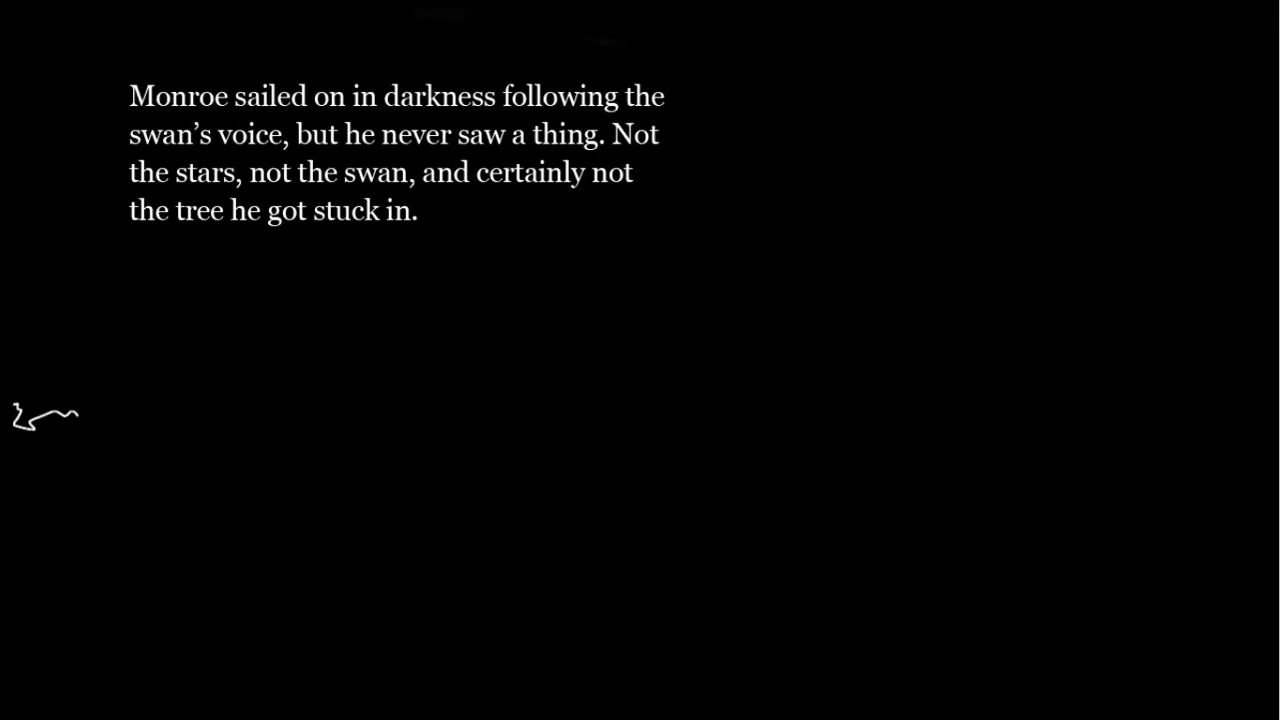 Monroe sailed on in darkness following the
swan’s voice, but he never saw a thing. Not
the stars, not the swan, and certainly not
the tree he got stuck in.